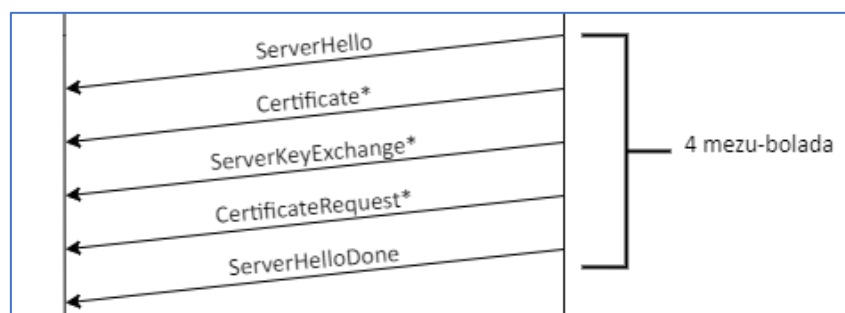 ServerHello
Certificate*
ServerKeyExchange*
4 mezu-bolada
CertificateRequest*
ServerHelloDone